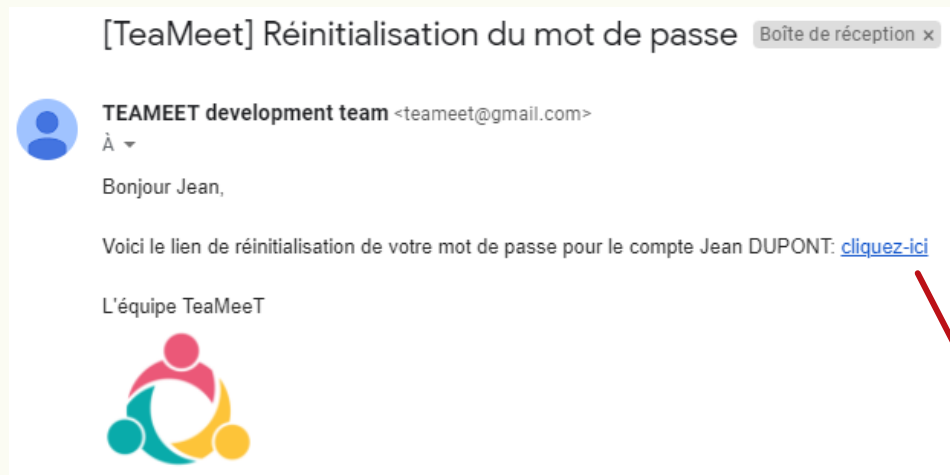 [TeaMeet] Réinitialisation du mot de passe Boîte de réception ×
TEAMEET development team <teameet@gmail.com>
À
Bonjour Jean,
Voici le lien de réinitialisation de votre mot de passe pour le compte Jean DUPONT: cliquez-ici
L'équipe TeaMeeT